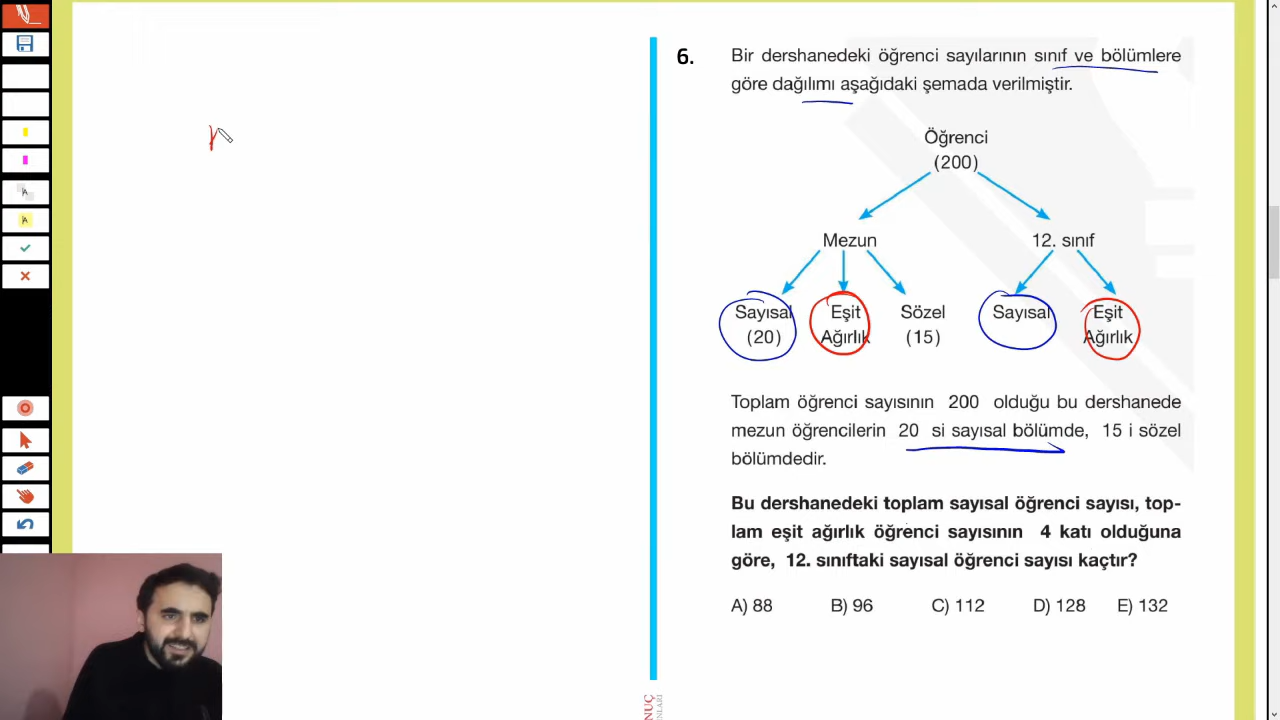 6.
Bir dershanedeki öğrenci sayılarının sınıf ve bölümlere
göre dağılımı aşağıdaki şemada verilmiştir.
Öğrenci
(200)
Mezun
12. sınıf
Sayısal
(20)
Eşit
Ağırlık
Sözel
(15)
Sayısal
Eşit
Ağırlık
Toplam öğrenci sayısının 200 olduğu bu dershanede
mezun öğrencilerin 20 si sayısal bölümde, 15 i sözel
bölümdedir.
Bu dershanedeki toplam sayısal öğrenci sayısı, top-
lam eşit ağırlık öğrenci sayısının 4 katı olduğuna
göre, 12. sınıftaki sayısal öğrenci sayısı kaçtır?
A) 88 B) 96 C) 112 D) 128 E) 132